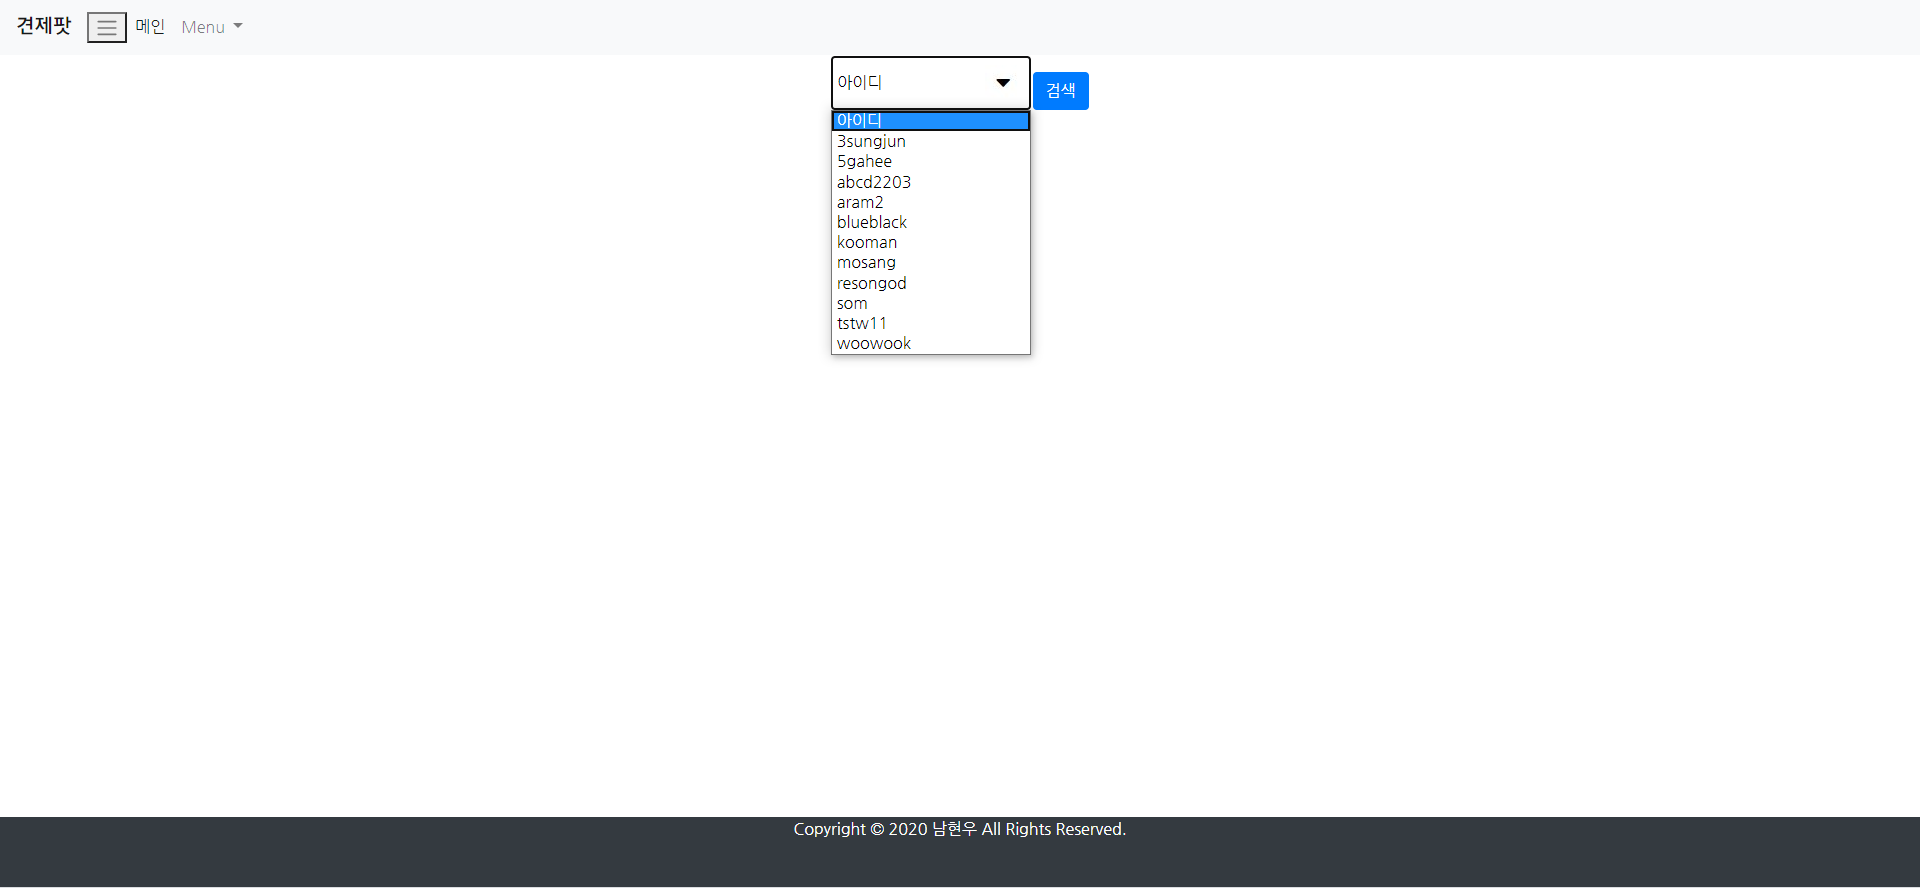 견제팟 메인 Menu
아이디
검색
아이디
3sungjun
5gahee
abcd2203
aram2
blueblack
kooman
mosang
resongod
som
tstw11
woowook
Copyright © 2020 남현우 All Rights Reserved.